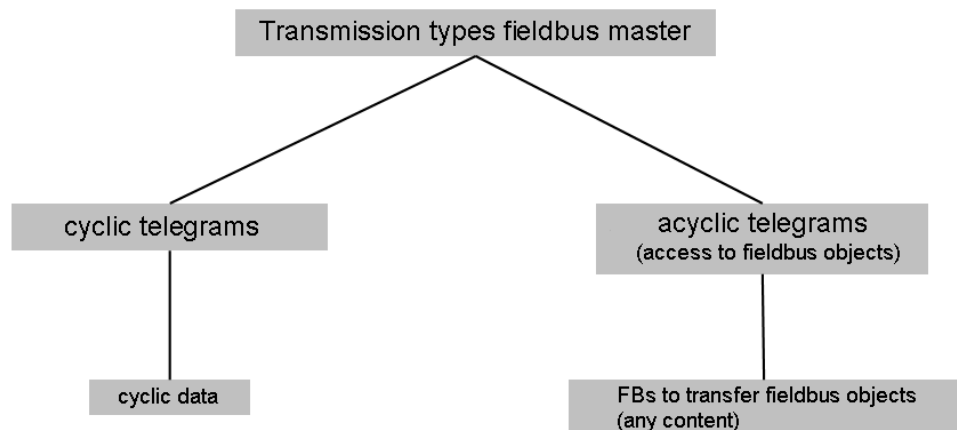 Transmission types fieldbus master
cyclic telegrams
acyclic telegrams
(access to fieldbus objects)
cyclic data
FBs to transfer fieldbus objects
(any content)